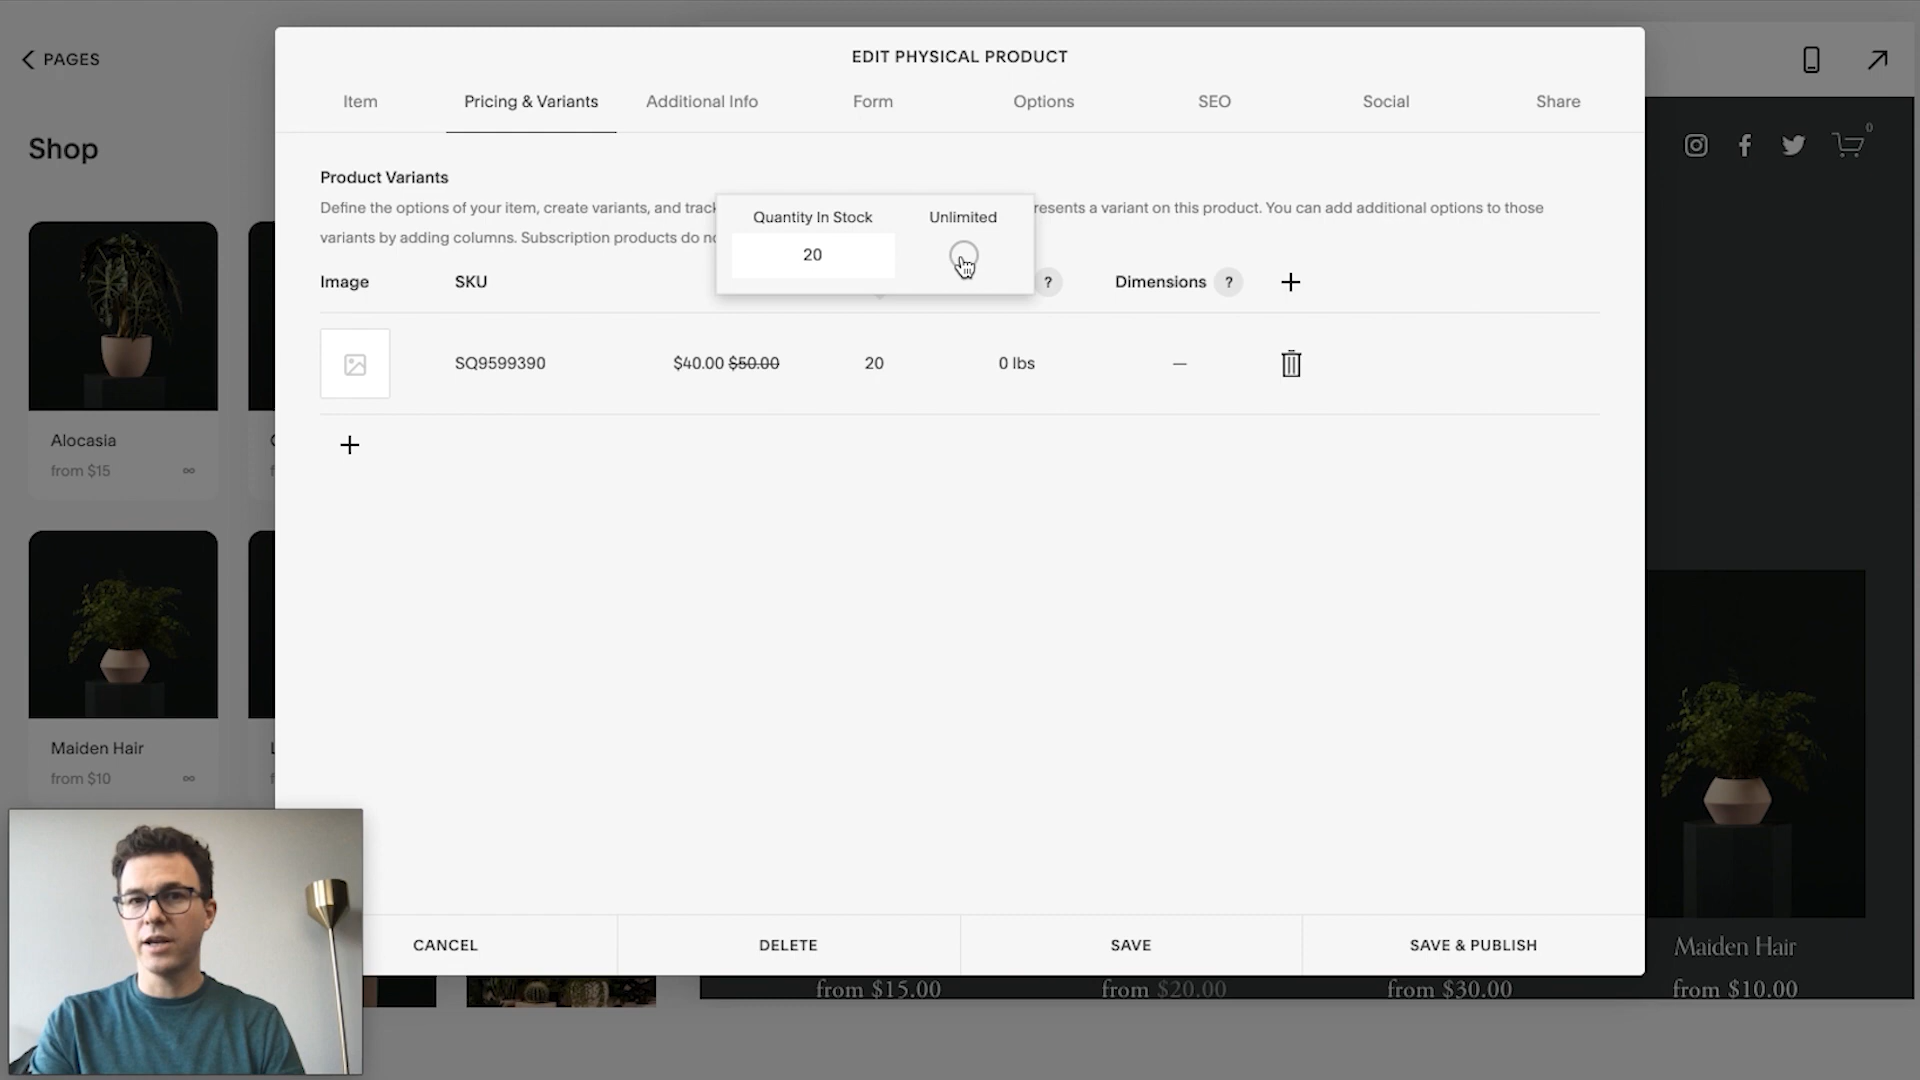 PAGES
Shop
Alocasia
from $15
∞
Maiden Hair
from $10
∞
EDIT PHYSICAL PRODUCT
Item
Pricing & Variants
Additional Info
Form
Options
SEO
Social
Share
Product Variants
Define the options of your item, create variants, and track
resents a variant on this product. You can add additional options to those
variants by adding columns. Subscription products do no
Quantity In Stock
Unlimited
20
Image
SKU
?
Dimensions
?
SQ9599390
$40.00 $50.00
20
0 lbs
—
CANCEL
DELETE
SAVE
SAVE & PUBLISH
0
Maiden Hair
from $15.00
from $20.00
from $30.00
from $10.00